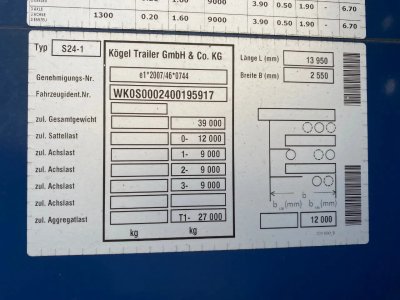 1300 0.20 1.60 9000 3.90 0.50 1.90 - 6.70
Typ S24-1
Kögel Trailer GmbH & Co. KG
Länge L (mm) 13 950
Breite B (mm) 2 550
Genehmigungs-Nr. e1*2007/46*0744
Fahrzeugident.Nr. WK0S0002400195917
zul. Gesamtgewicht 39 000
zul. Sattellast 0- 12 000
zul. Achslast 1- 9 000
zul. Achslast 2- 9 000
zul. Achslast 3- 9 000
zul. Achslast
zul. Aggregatlast T1- 27 000
kg kg
b (mm) b b (mm)
12 000